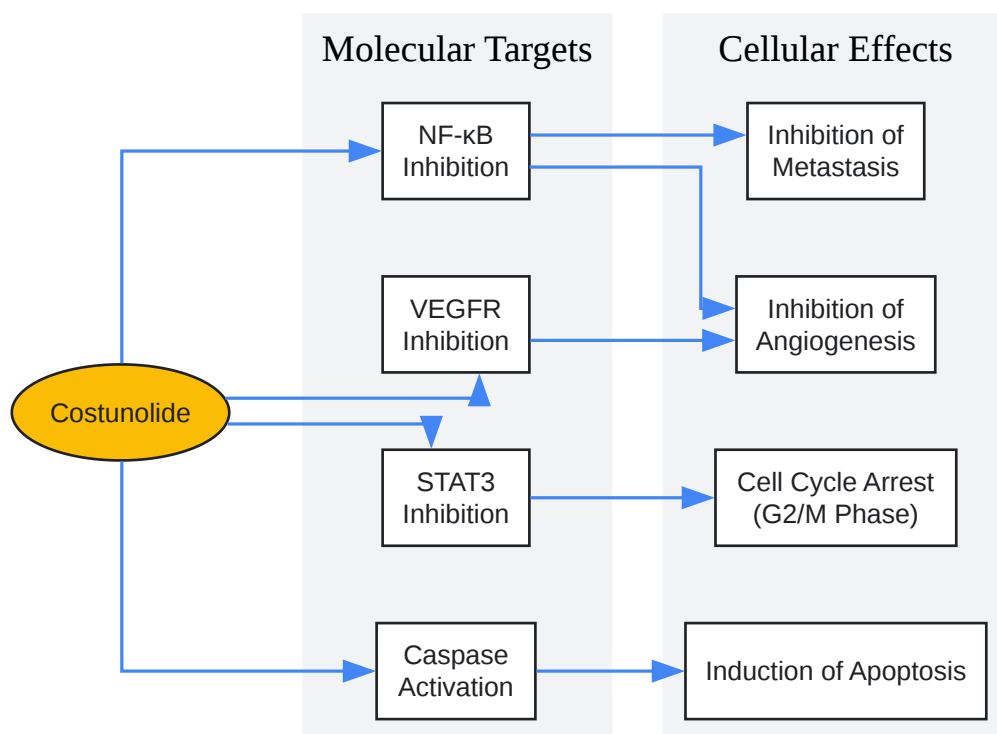 Molecular Targets
Cellular Effects
NF-κB
Inhibition
Inhibition of
Metastasis
VEGFR
Inhibition
Inhibition of
Angiogenesis
Costunolide
STAT3
Inhibition
Cell Cycle Arrest
(G2/M Phase)
Caspase
Activation
Induction of Apoptosis